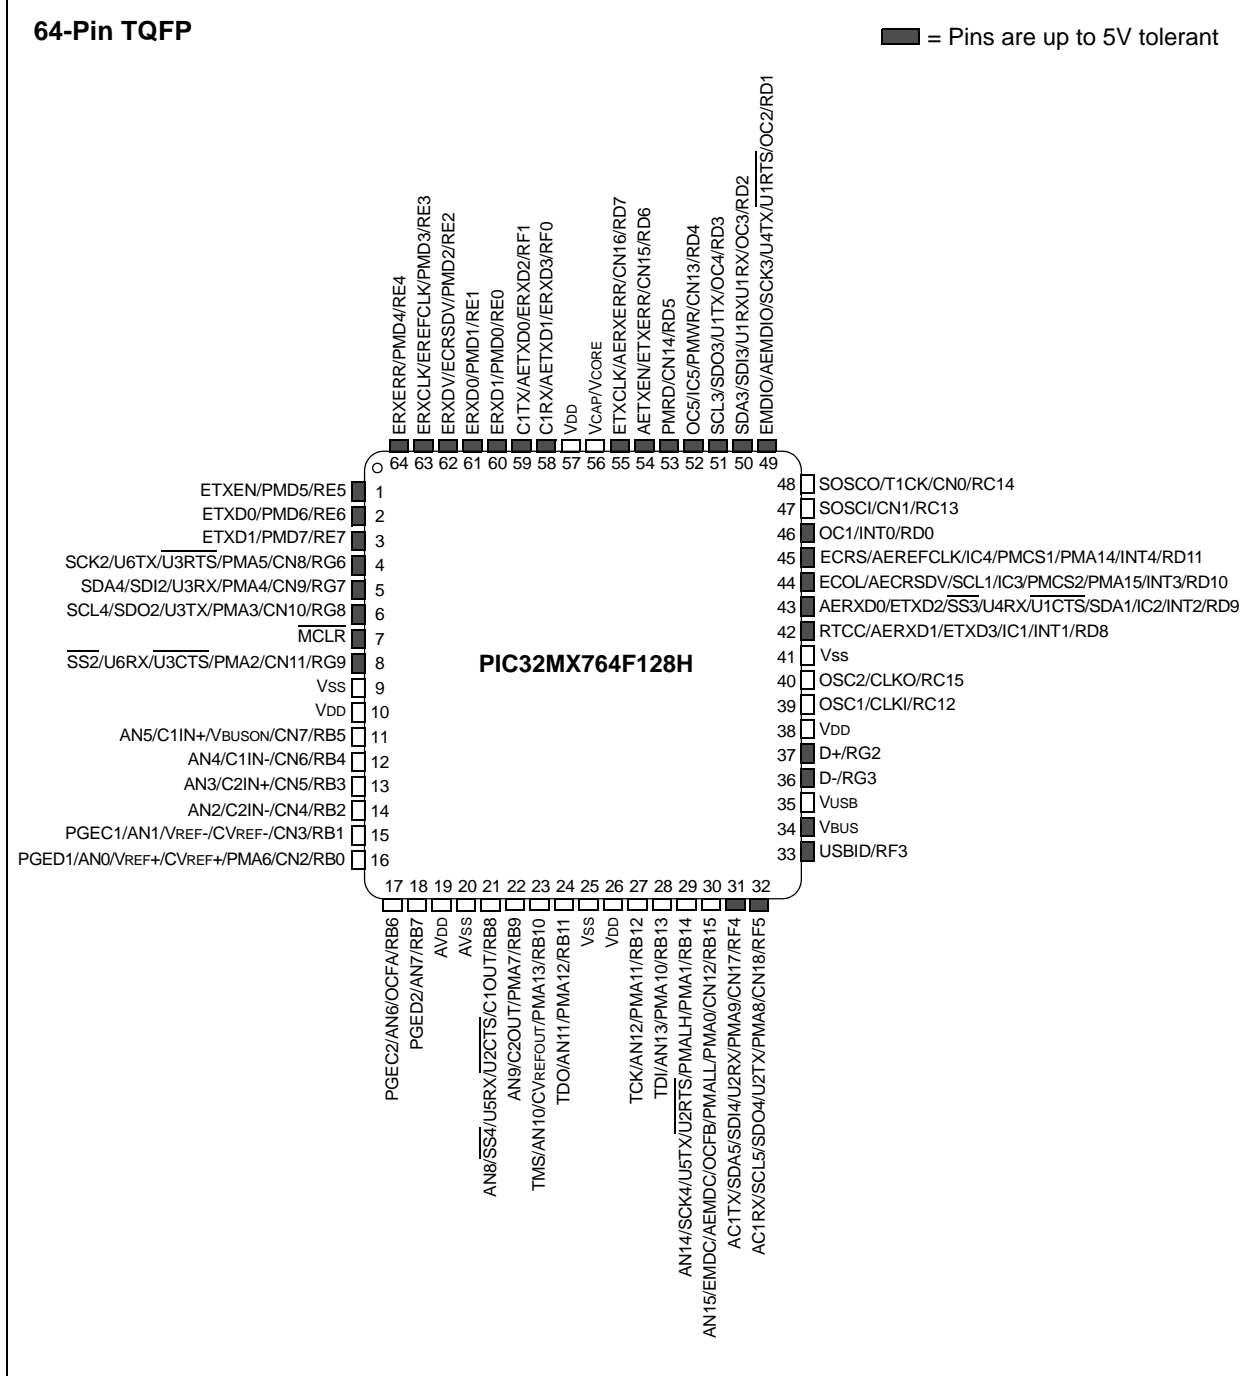 64-Pin TQFP
= Pins are up to 5V tolerant
ERXERR/PMD4/RE4
ERXCLK/EREFCLK/PMD3/RE3
ERXDV/ECRSDV/PMD2/RE2
ERXD0/PMD1/RE1
ERXD1/PMD0/RE0
C1TX/AETXD0/ERXD2/RF1
C1RX/AETXD1/ERXD3/RF0
VDD
VCAP/VCORE
ETXCLK/AERXERR/CN16/RD7
AETXEN/ETXERR/CN15/RD6
PMRD/CN14/RD5
OC5/IC5/PMWR/CN13/RD4
SCL3/SDO3/U1TX/OC4/RD3
SDA3/SDI3/U1RXU1RX/OC3/RD2
EMDIO/AEMDIO/SCK3/U4TX/U1RTS/OC2/RD1
64 63 62 61 60 59 58 57 56 55 54 53 52 51 50 49
ETXEN/PMD5/RE5 1
ETXD0/PMD6/RE6 2
ETXD1/PMD7/RE7 3
SCK2/U6TX/U3RTS/PMA5/CN8/RG6 4
SDA4/SDI2/U3RX/PMA4/CN9/RG7 5
SCL4/SDO2/U3TX/PMA3/CN10/RG8 6
MCLR 7
SS2/U6RX/U3CTS/PMA2/CN11/RG9 8
VSS 9
VDD 10
AN5/C1IN+/VBUSON/CN7/RB5 11
AN4/C1IN-/CN6/RB4 12
AN3/C2IN+/CN5/RB3 13
AN2/C2IN-/CN4/RB2 14
PGEC1/AN1/VREF-/CVREF-/CN3/RB1 15
PGED1/AN0/VREF+/CVREF+/PMA6/CN2/RB0 16
PIC32MX764F128H
48 SOSCO/T1CK/CN0/RC14
47 SOSCI/CN1/RC13
46 OC1/INT0/RD0
45 ECRS/AEREFCLK/IC4/PMCS1/PMA14/INT4/RD11
44 ECOL/AECRSDV/SCL1/IC3/PMCS2/PMA15/INT3/RD10
43 AERXD0/ETXD2/SS3/U4RX/U1CTS/SDA1/IC2/INT2/RD9
42 RTCC/AERXD1/ETXD3/IC1/INT1/RD8
41 Vss
40 OSC2/CLKO/RC15
39 OSC1/CLKI/RC12
38 VDD
37 D+/RG2
36 D-/RG3
35 VUSB
34 VBUS
33 USBID/RF3
17 18 19 20 21 22 23 24 25 26 27 28 29 30 31 32
PGEC2/AN6/OCFA/RB6
PGED2/AN7/RB7
AVDD
AVSS
AN8/SS4/U5RX/U2CTS/C1OUT/RB8
AN9/C2OUT/PMA7/RB9
TMS/AN10/CVREFOUT/PMA13/RB10
TDO/AN11/PMA12/RB11
VSS
VDD
TCK/AN12/PMA11/RB12
TDI/AN13/PMA10/RB13
AN14/SCK4/U5TX/U2RTS/PMALH/PMA1/RB14
AN15/EMDC/AEMDC/OCFB/PMALL/PMA0/CN12/RB15
AC1TX/SDA5/SDI4/U2RX/PMA9/CN17/RF4
AC1RX/SCL5/SDO4/U2TX/PMA8/CN18/RF5